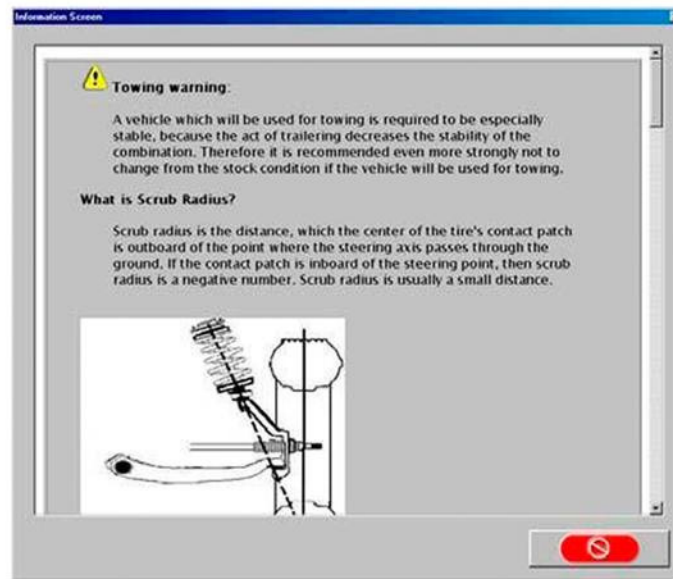 Information Screen
Towing warning:
A vehicle which will be used for towing is required to be especially
stable, because the act of trailering decreases the stability of the
combination. Therefore it is recommended even more strongly not to
change from the stock condition if the vehicle will be used for towing.
What is Scrub Radius?
Scrub radius is the distance, which the center of the tire's contact patch
is outboard of the point where the steering axis passes through the
ground. If the contact patch is inboard of the steering point, then scrub
radius is a negative number. Scrub radius is usually a small distance.